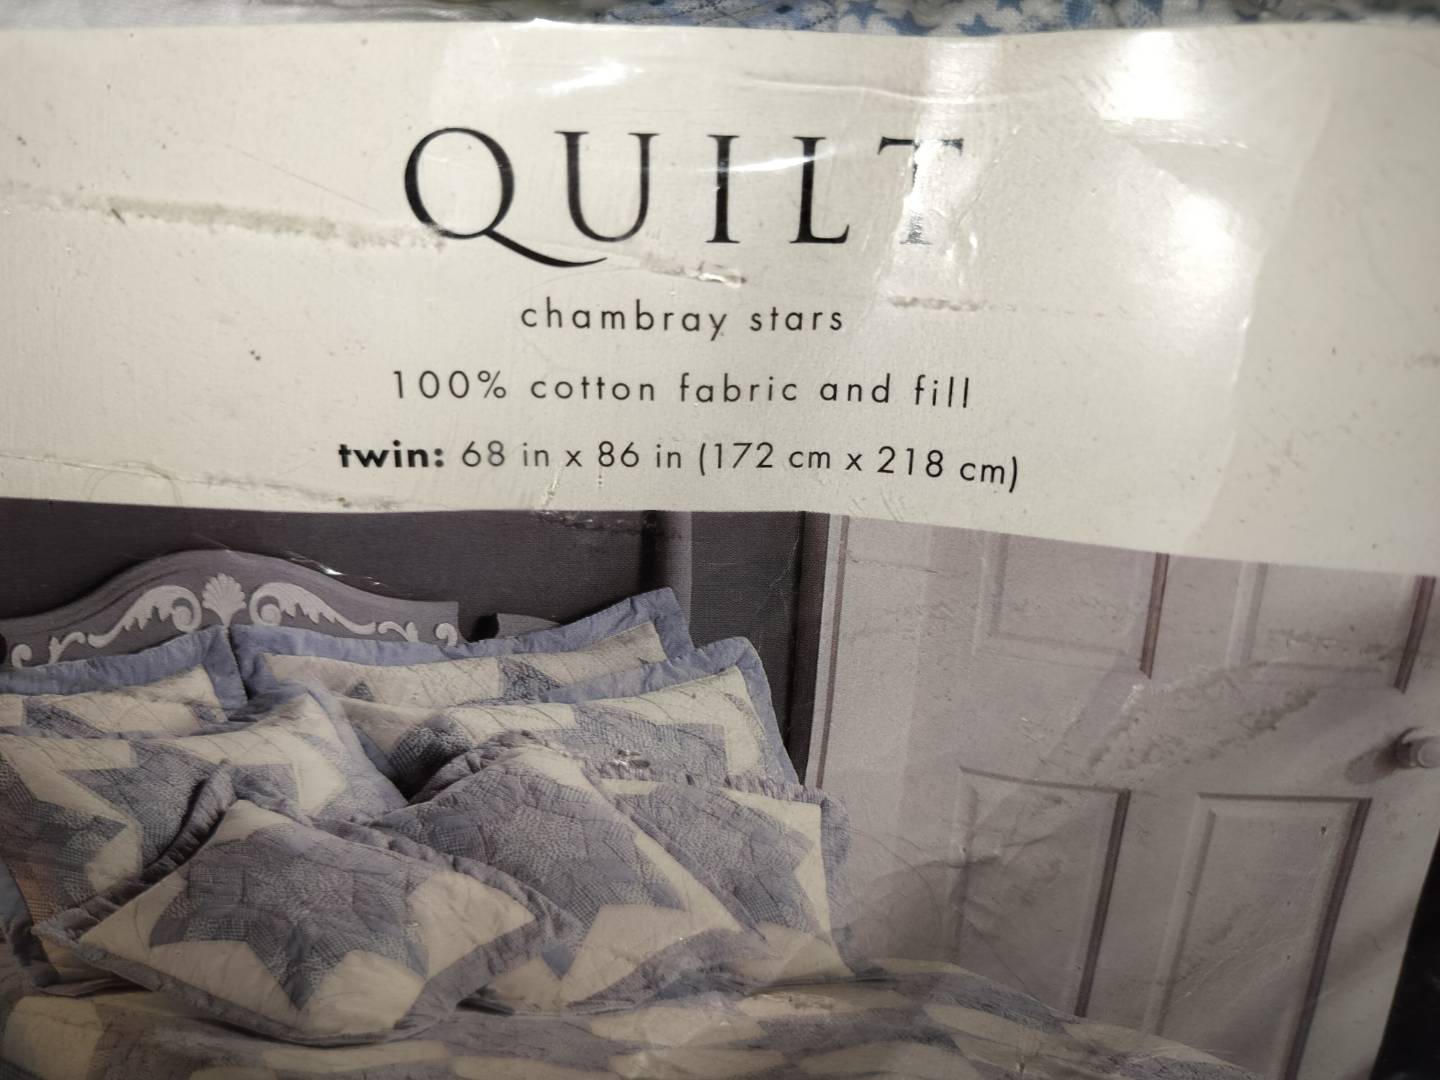 QUILT
chambray stars
100% cotton fabric and fill
twin: 68 in x 86 in (172 cm x 218 cm)